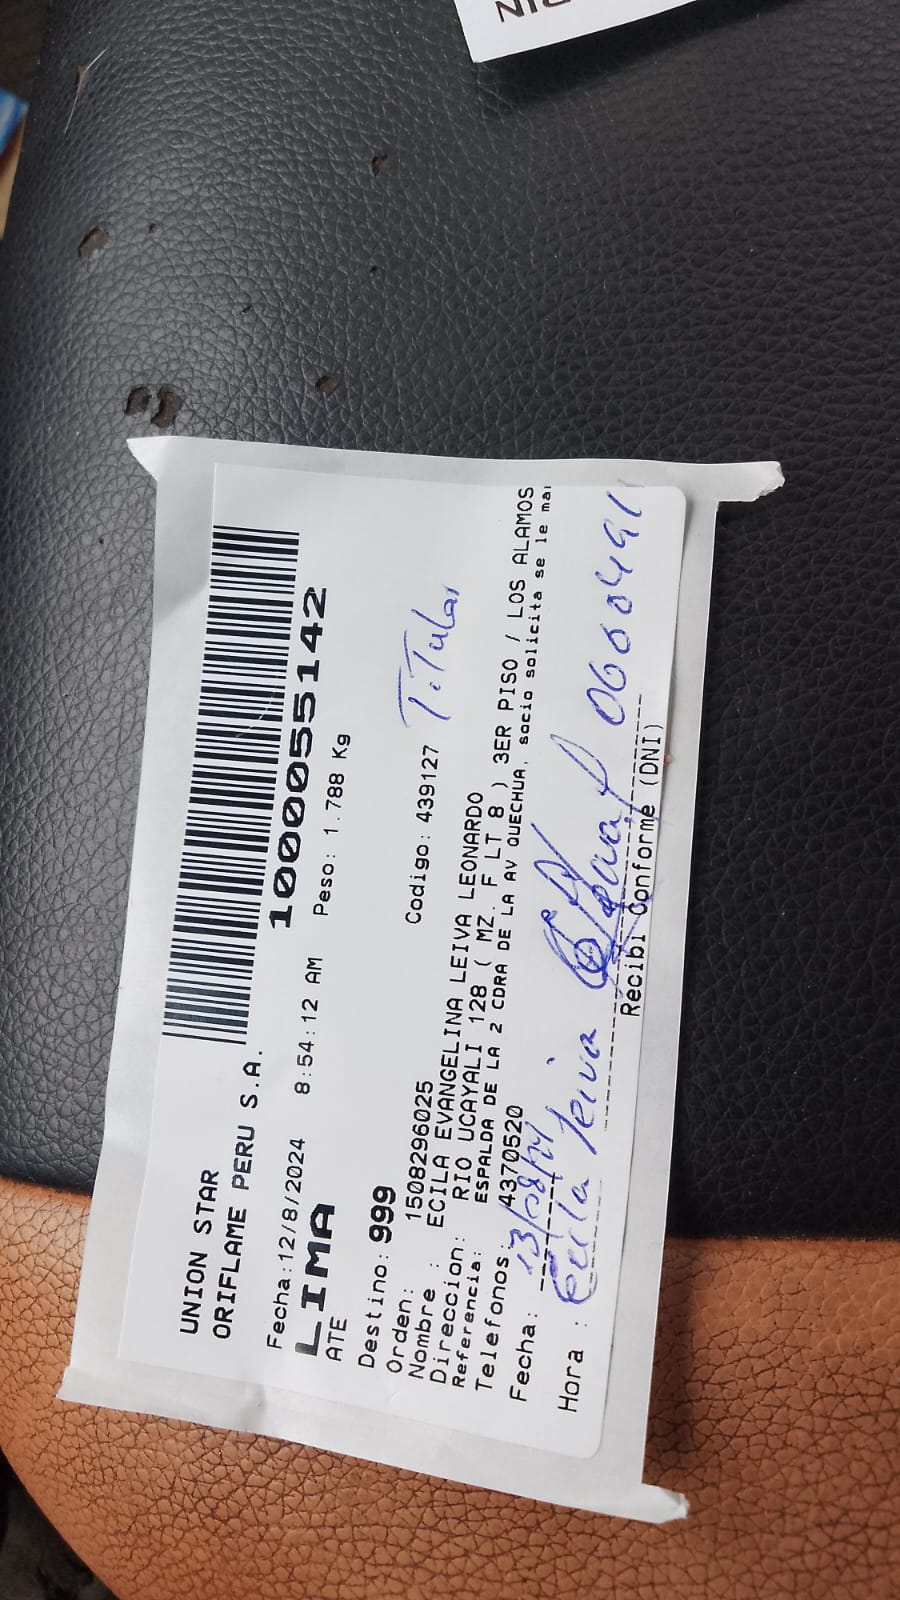 UNION STAR
ORIFLAME PERU S.A.
1000055142
Fecha:12/8/2024 8:54:12 AM Peso: 1.788 Kg
LIMA
ATE
Destino: 999
Orden: 1508296025 Codigo: 439127 Titular
Nombre : ECILA EVANGELINA LEIVA LEONARDO
Direccion: RIO UCAYALI 128 ( MZ. F LT 8 ) 3ER PISO / LOS ALAMOS
Referencia: ESPALDA DE LA 2 CDRA DE LA AV QUECHUA, socio solicita se le
Telefonos: 4370520
Fecha: 13/08/24
Hora : Ecila Leiva
Recibi Conforme (DNI)